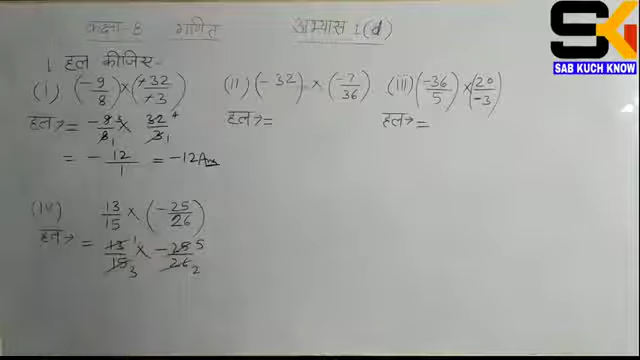 कक्षा - 8 गणित अभ्यास 1(d)
SK
SAB KUCH KNOW
1 हल कीजिए -
(i) (-9/8) × (+32/+3) (ii) (-32) × (-7/36) (iii) (-36/5) × (20/-3)
हल→ = -9/8 × 32/3 हल→ = हल→ =
= -12/1 = -12 Ans
(iv) 13/15 × (-25/26)
हल→ = 13/15 × -25/26